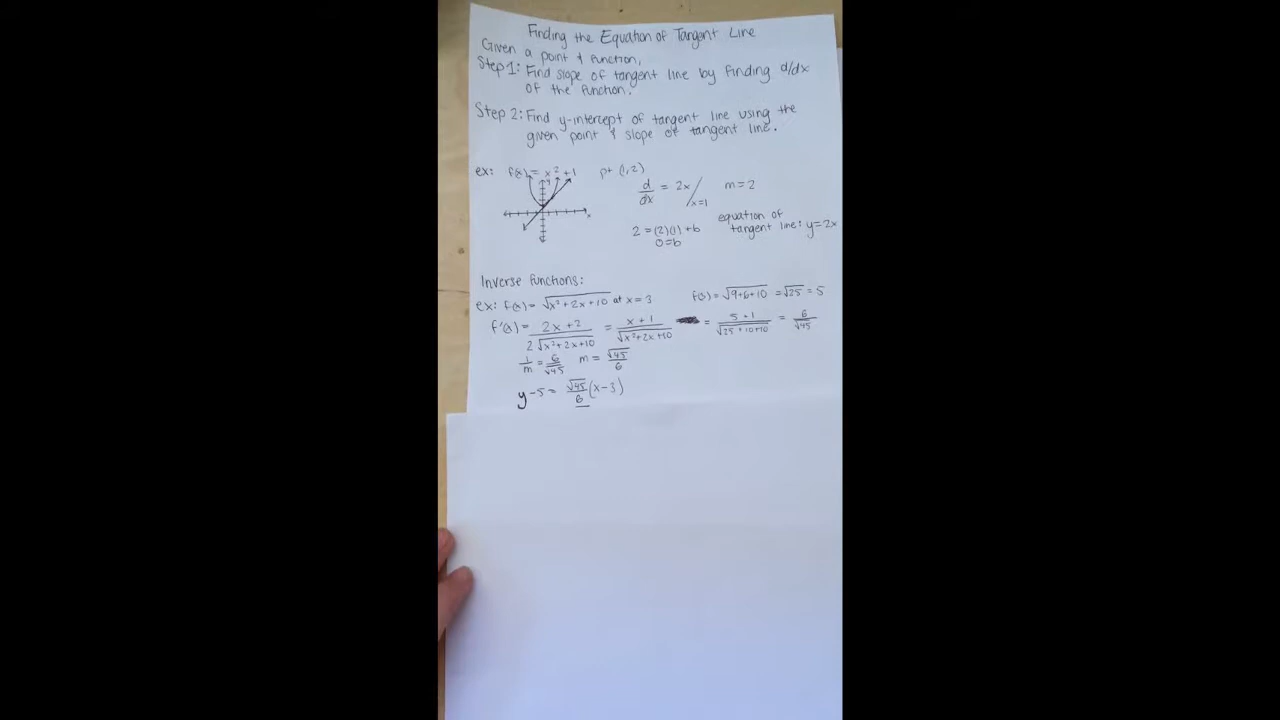 Finding the Equation of Tangent Line
Given a point & function,
Step 1: Find slope of tangent line by finding d/dx
of the function.
Step 2: Find y-intercept of tangent line using the
given point & slope of tangent line.
ex: f(x) = x²+1 pt (1,2)
d/dx = 2x/x=1 m=2
2 = (2)(1)+b
0=b
equation of
tangent line: y=2x
Inverse functions:
ex: f(x) = √(x²+2x+10) at x=3 f(3) = √(9+6+10) = √25 = 5
f'(x) = (2x+2)/(2√(x²+2x+10)) = (x+1)/√(x²+2x+10) = (5+1)/√(25+10+10) = 6/√45
1/m = 6/√45 m = √45/6
y-5 = √45/6 (x-3)